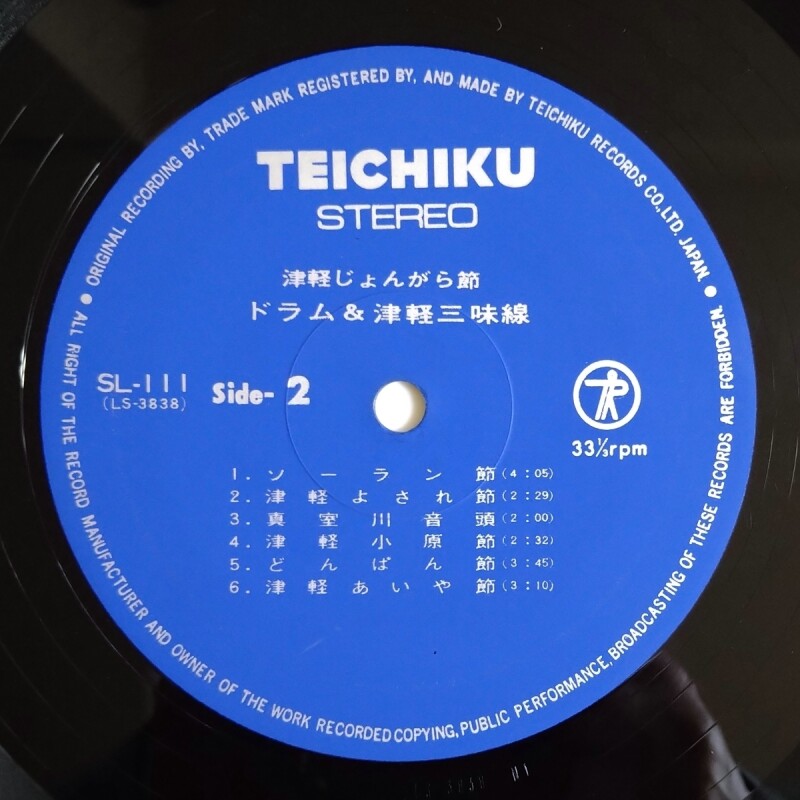 ORIGINAL RECORDING BY, TRADE MARK REGISTERED BY, AND MADE BY TEICHIKU RECORDS CO., LTD. JAPAN ●
TEICHIKU
STEREO
津軽じょんがら節
ドラム&津軽三味線
SL-111
(LS-3838)
Side-2
33⅓rpm
1. ソーラン節(4:05)
2. 津軽よされ節(2:29)
3. 真室川音頭(2:00)
4. 津軽小原節(2:32)
5. どんぱん節(3:45)
6. 津軽あいや節(3:10)
● ALL RIGHT OF THE RECORD MANUFACTURER AND OWNER OF THE WORK RECORDED COPYING, PUBLIC PERFORMANCE, BROADCASTING OF THESE RECORDS ARE FORBIDDEN.